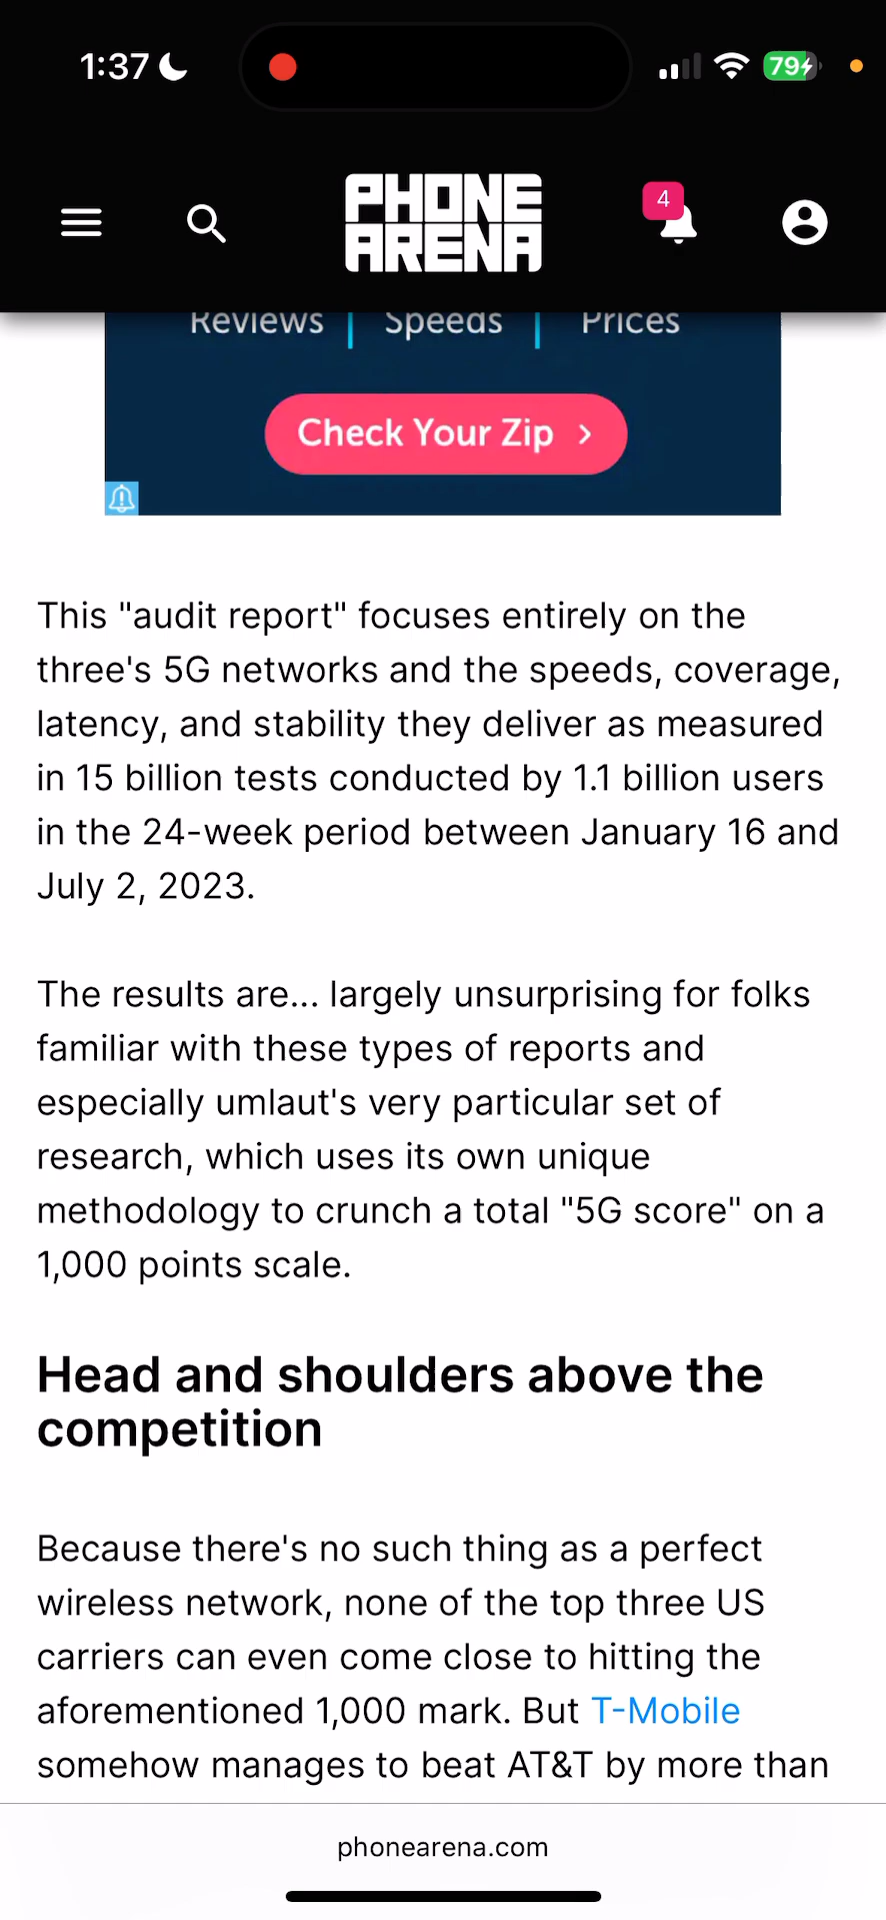 1:37
79
PHONE
ARENA
4
Reviews | Speeds | Prices
Check Your Zip >
This "audit report" focuses entirely on the
three's 5G networks and the speeds, coverage,
latency, and stability they deliver as measured
in 15 billion tests conducted by 1.1 billion users
in the 24-week period between January 16 and
July 2, 2023.
The results are... largely unsurprising for folks
familiar with these types of reports and
especially umlaut's very particular set of
research, which uses its own unique
methodology to crunch a total "5G score" on a
1,000 points scale.
Head and shoulders above the
competition
Because there's no such thing as a perfect
wireless network, none of the top three US
carriers can even come close to hitting the
aforementioned 1,000 mark. But T-Mobile
somehow manages to beat AT&T by more than
phonearena.com